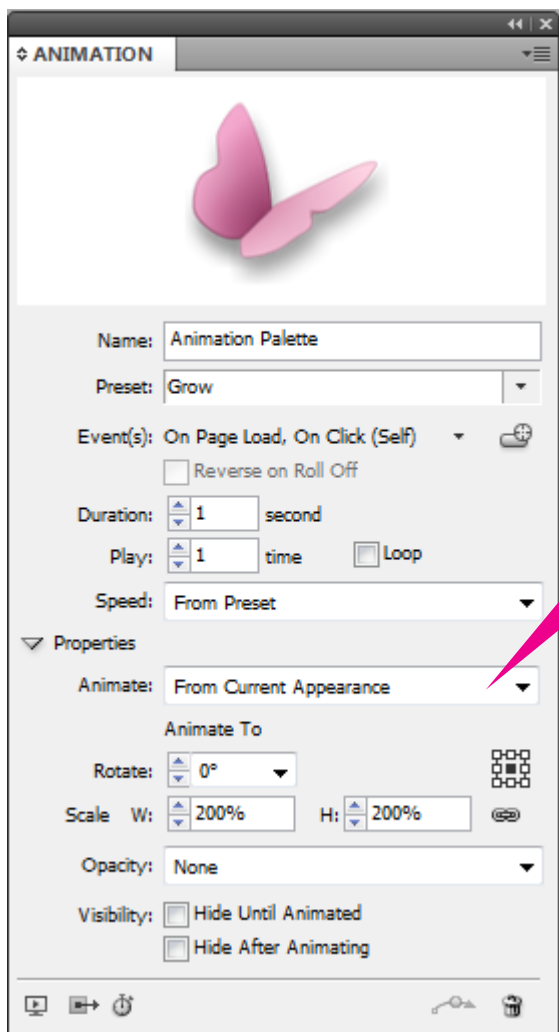 ANIMATION
Name: Animation Palette
Preset: Grow
Event(s): On Page Load, On Click (Self)
Reverse on Roll Off
Duration: 1 second
Play: 1 time Loop
Speed: From Preset
Properties
Animate: From Current Appearance
Animate To
Rotate: 0°
Scale W: 200% H: 200%
Opacity: None
Visibility: Hide Until Animated
Hide After Animating